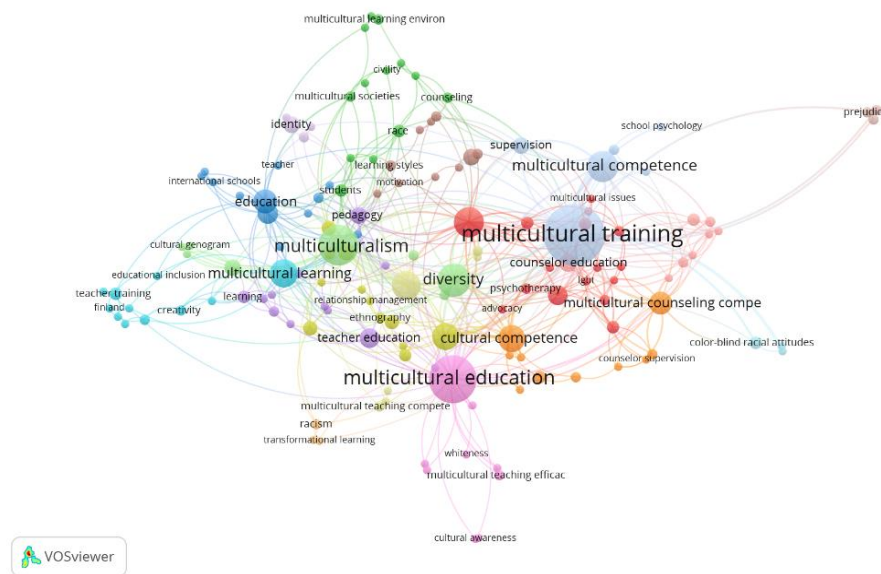 multicultural learning environ
civility
multicultural societies
counseling
prejudic
identity
race
school psychology
supervision
teacher
learning styles
multicultural competence
international schools
motivation
students
multicultural issues
education
pedagogy
multicultural training
cultural genogram
multiculturalism
counselor education
educational inclusion
multicultural learning
diversity
lgbt
psychotherapy
teacher training
learning
relationship management
multicultural counseling compe
finland
creativity
advocacy
ethnography
teacher education
cultural competence
color-blind racial attitudes
counselor supervision
multicultural education
multicultural teaching compete
racism
transformational learning
whiteness
multicultural teaching efficac
cultural awareness
VOSviewer